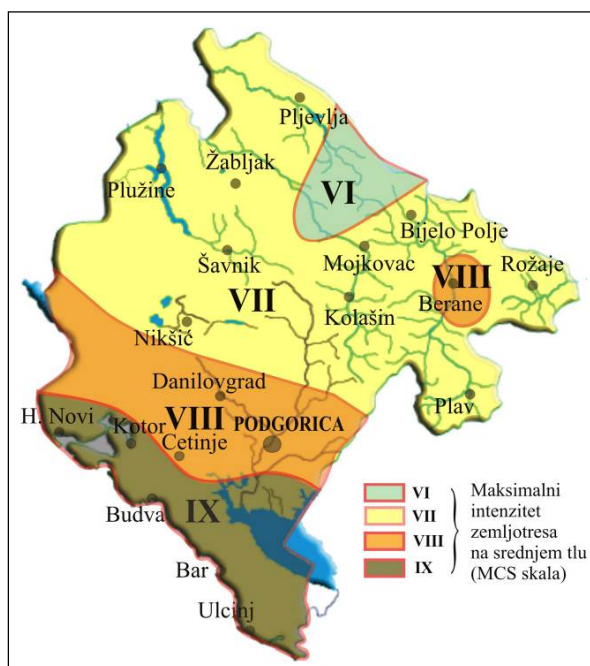 Pljevlja
Žabljak
Plužine
VI
Bijelo Polje
Šavnik
Mojkovac
VIII
Rožaje
VII
Berane
Kolašin
Nikšić
Danilovgrad
Plav
H. Novi
Kotor
VIII
PODGORICA
Cetinje
Budva
IX
Bar
Ulcinj
VI
VII
VIII
IX
Maksimalni
intenzitet
zemljotresa
na srednjem tlu
(MCS skala)